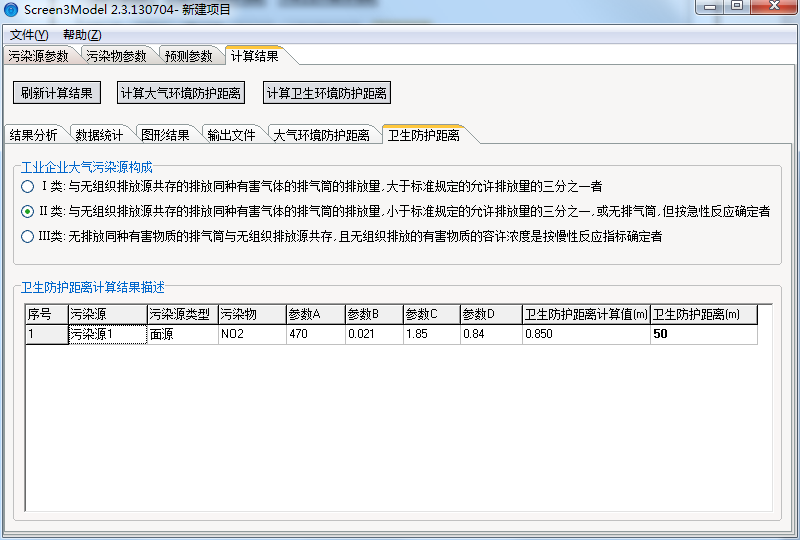 Screen3Model 2.3.130704- 新建项目
文件(Y) 帮助(Z)
污染源参数 污染物参数 预测参数 计算结果
刷新计算结果 计算大气环境防护距离 计算卫生环境防护距离
结果分析 数据统计 图形结果 输出文件 大气环境防护距离 卫生防护距离
工业企业大气污染源构成
I 类: 与无组织排放源共存的排放同种有害气体的排气筒的排放量, 大于标准规定的允许排放量的三分之一者
II 类: 与无组织排放源共存的排放同种有害气体的排气筒的排放量, 小于标准规定的允许排放量的三分之一, 或无排气筒, 但按急性反应确定者
III类: 无排放同种有害物质的排气筒与无组织排放源共存, 且无组织排放的有害物质的容许浓度是按慢性反应指标确定者
卫生防护距离计算结果描述
序号 污染源 污染源类型 污染物 参数A 参数B 参数C 参数D 卫生防护距离计算值(m) 卫生防护距离(m)
1 污染源1 面源 NO2 470 0.021 1.85 0.84 0.850 50